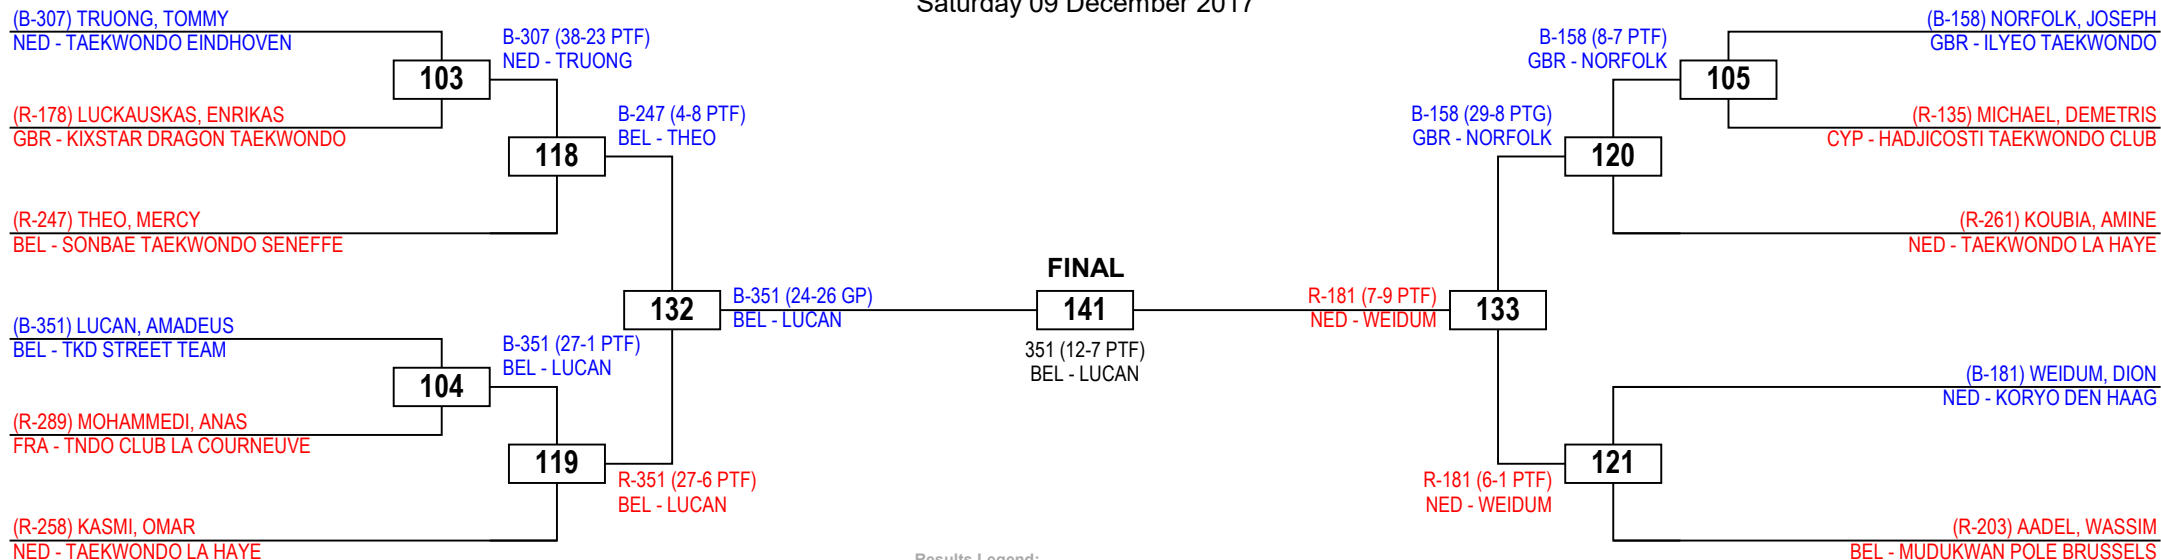 Saturday 09 December 2017
(B-307) TRUONG, TOMMY
NED - TAEKWONDO EINDHOVEN
B-307 (38-23 PTF)
NED - TRUONG
103
(R-178) LUCKAUSKAS, ENRIKAS
GBR - KIXSTAR DRAGON TAEKWONDO
B-247 (4-8 PTF)
BEL - THEO
118
(R-247) THEO, MERCY
BEL - SONBAE TAEKWONDO SENEFFE
132
B-351 (24-26 GP)
BEL - LUCAN
(B-351) LUCAN, AMADEUS
BEL - TKD STREET TEAM
B-351 (27-1 PTF)
BEL - LUCAN
104
(R-289) MOHAMMEDI, ANAS
FRA - TNDO CLUB LA COURNEUVE
119
R-351 (27-6 PTF)
BEL - LUCAN
(R-258) KASMI, OMAR
NED - TAEKWONDO LA HAYE
FINAL
141
351 (12-7 PTF)
BEL - LUCAN
(B-158) NORFOLK, JOSEPH
GBR - ILYEO TAEKWONDO
B-158 (8-7 PTF)
GBR - NORFOLK
105
(R-135) MICHAEL, DEMETRIS
CYP - HADJICOSTI TAEKWONDO CLUB
B-158 (29-8 PTG)
GBR - NORFOLK
120
(R-261) KOUBIA, AMINE
NED - TAEKWONDO LA HAYE
R-181 (7-9 PTF)
NED - WEIDUM
133
(B-181) WEIDUM, DION
NED - KORYO DEN HAAG
121
R-181 (6-1 PTF)
NED - WEIDUM
(R-203) AADEL, WASSIM
BEL - MUDUKWAN POLE BRUSSELS
Results Legend: